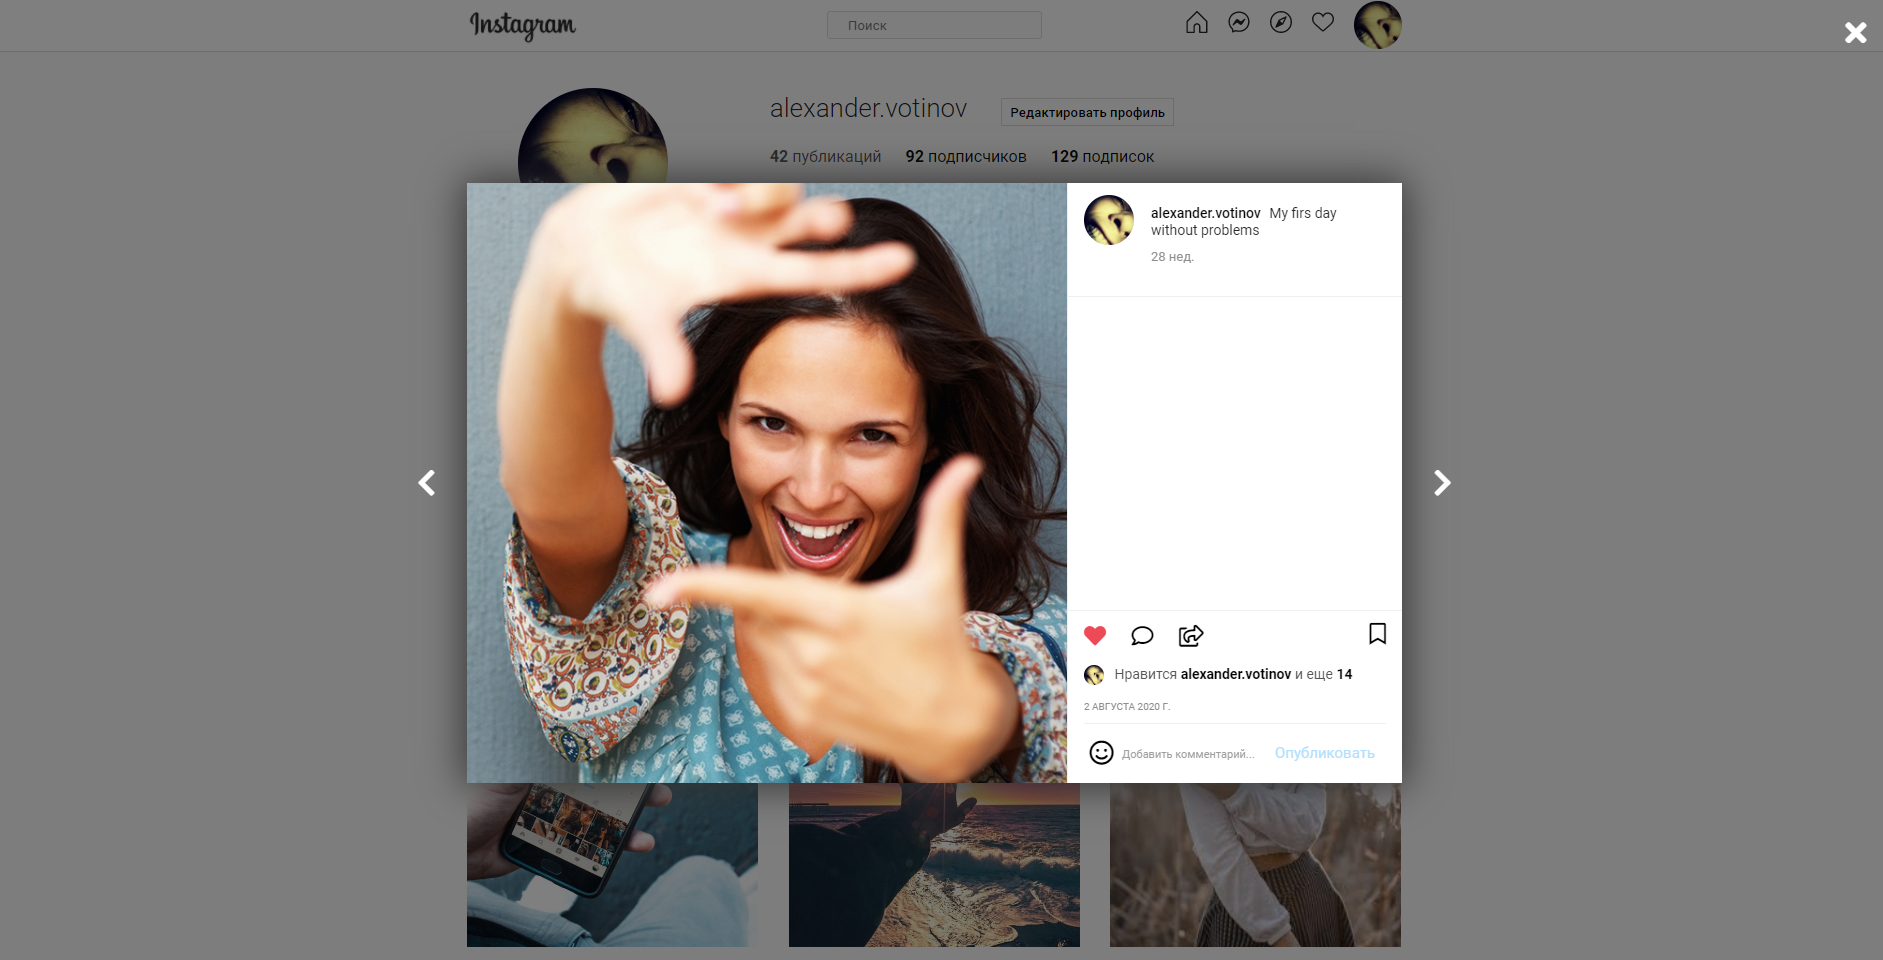 Instagram
Поиск
alexander.votinov
Редактировать профиль
42 публикаций 92 подписчиков 129 подписок
alexander.votinov My firs day
without problems
28 нед.
Нравится alexander.votinov и еще 14
2 АВГУСТА 2020 Г.
Добавить комментарий... Опубликовать